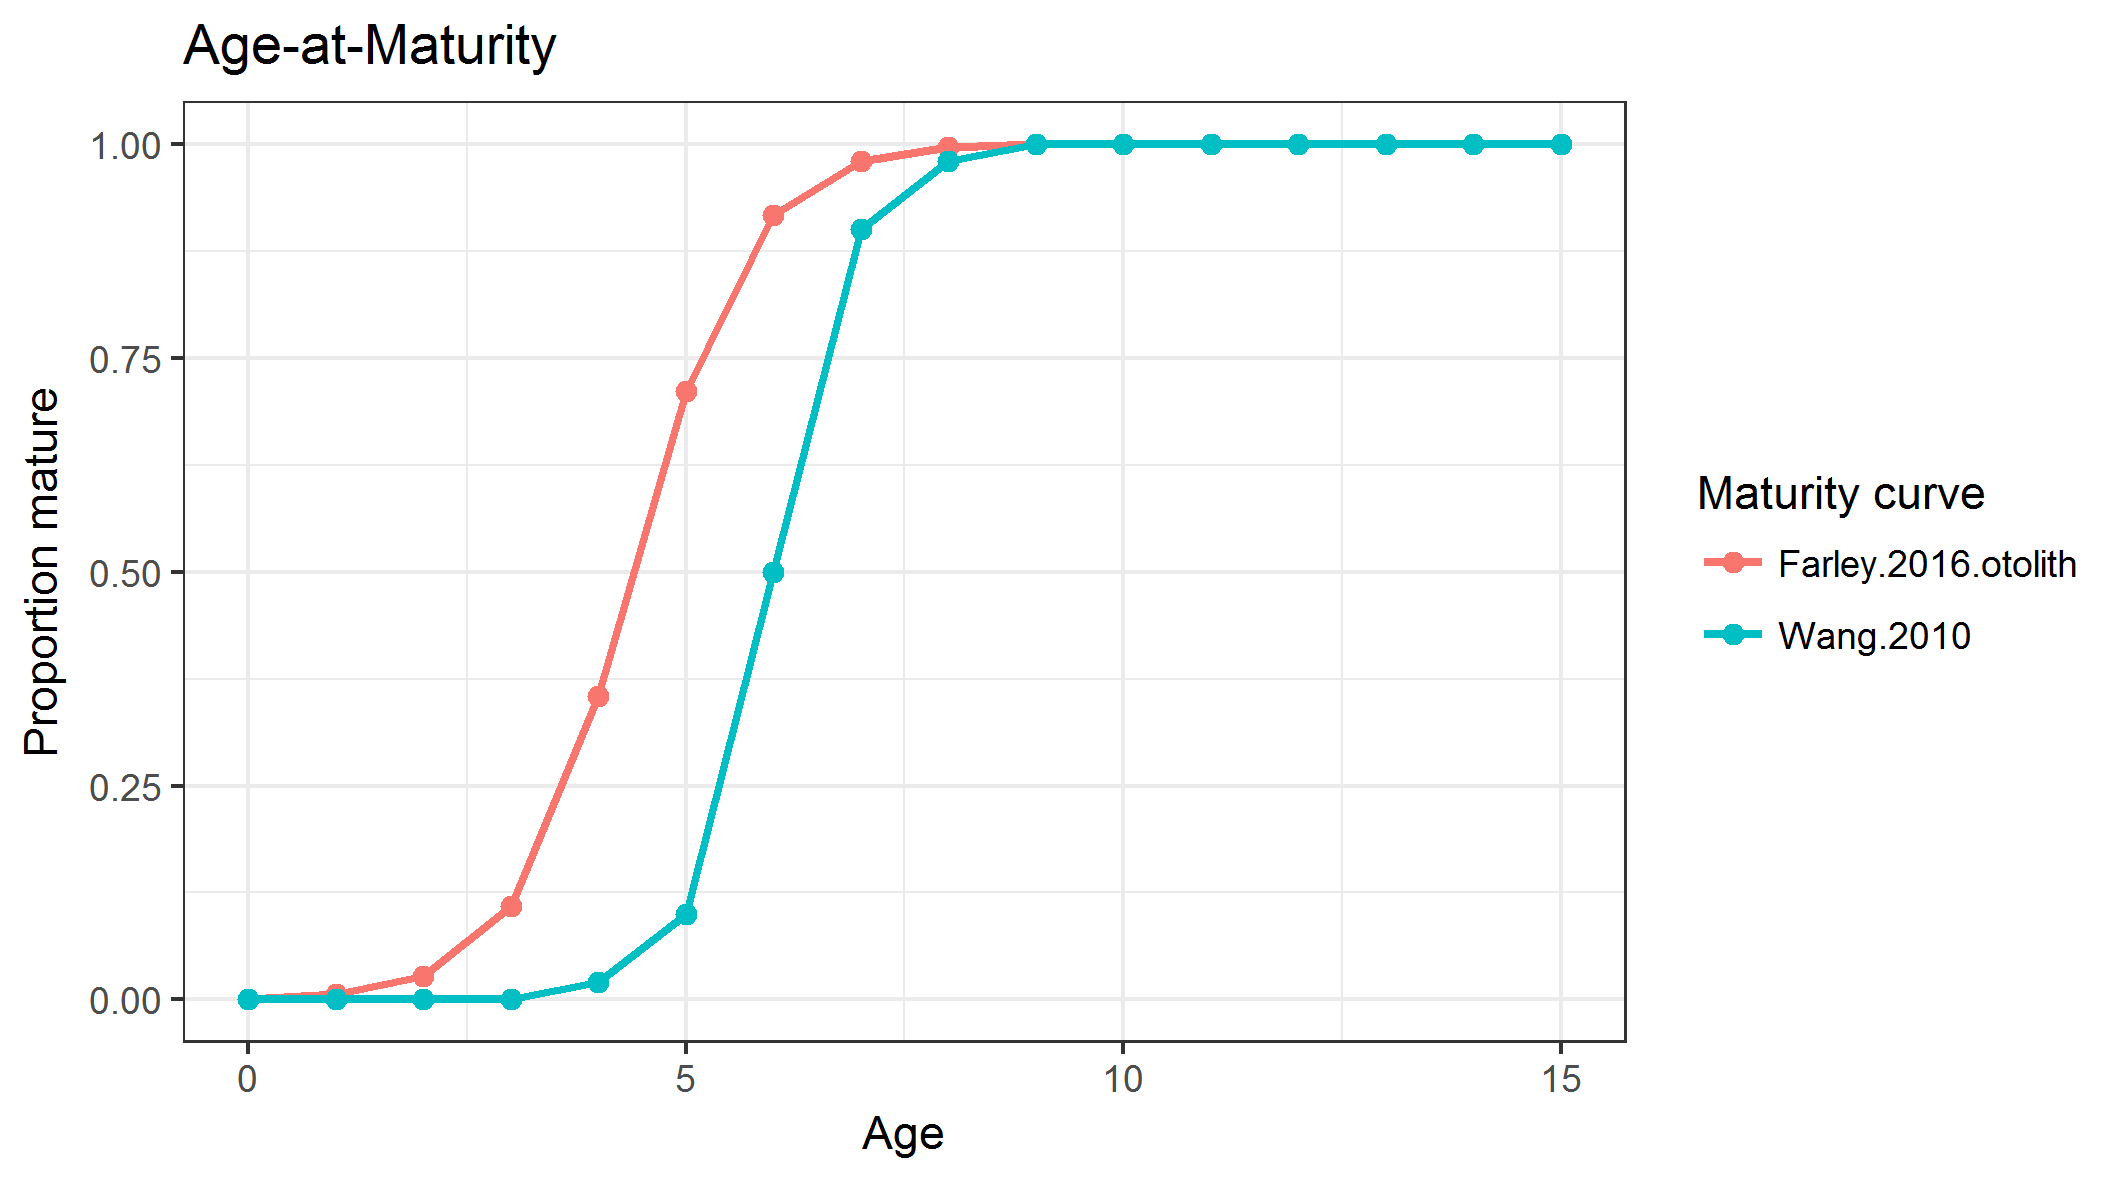 Age-at-Maturity
1.00
0.75
0.50
0.25
0.00
Proportion mature
0
5
10
15
Age
Maturity curve
Farley.2016.otolith
Wang.2010